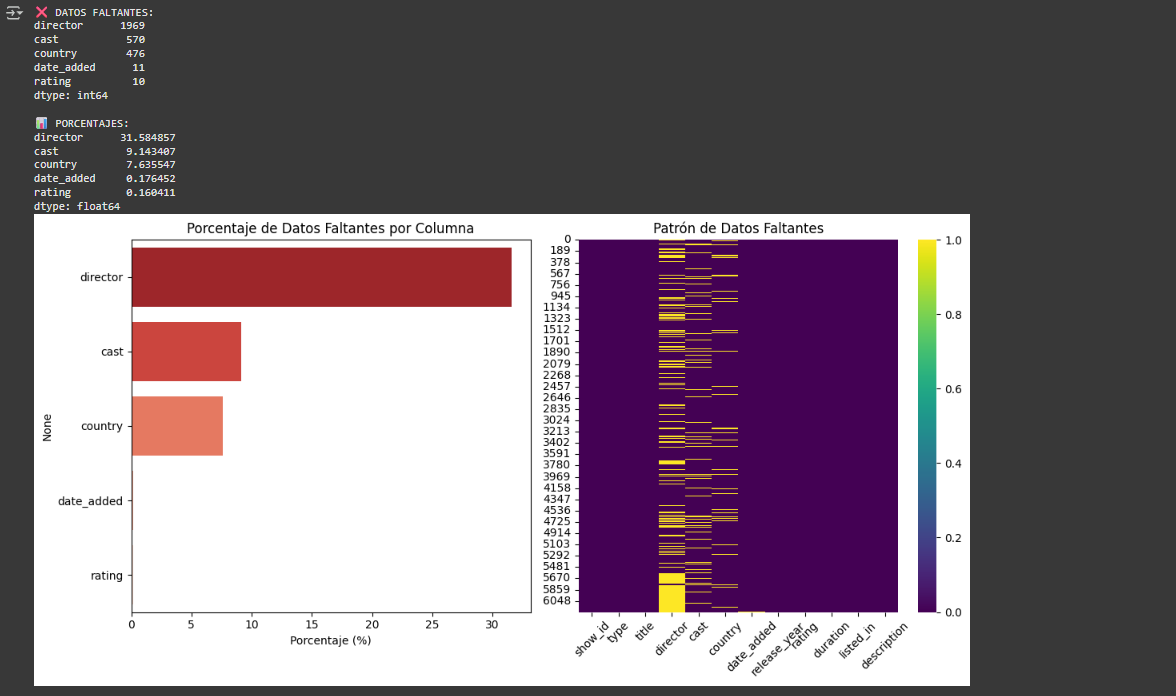 ❌ DATOS FALTANTES:
director 1969
cast 570
country 476
date_added 11
rating 10
dtype: int64
📊 PORCENTAJES:
director 31.584857
cast 9.143407
country 7.635547
date_added 0.176452
rating 0.160411
dtype: float64
Porcentaje de Datos Faltantes por Columna
None
director
cast
country
date_added
rating
0 5 10 15 20 25 30
Porcentaje (%)
Patrón de Datos Faltantes
0
189
378
567
756
945
1134
1323
1512
1701
1890
2079
2268
2457
2646
2835
3024
3213
3402
3591
3780
3969
4158
4347
4536
4725
4914
5103
5292
5481
5670
5859
6048
show_id
type
title
director
cast
country
date_added
release_year
rating
duration
listed_in
description
1.0
0.8
0.6
0.4
0.2
0.0